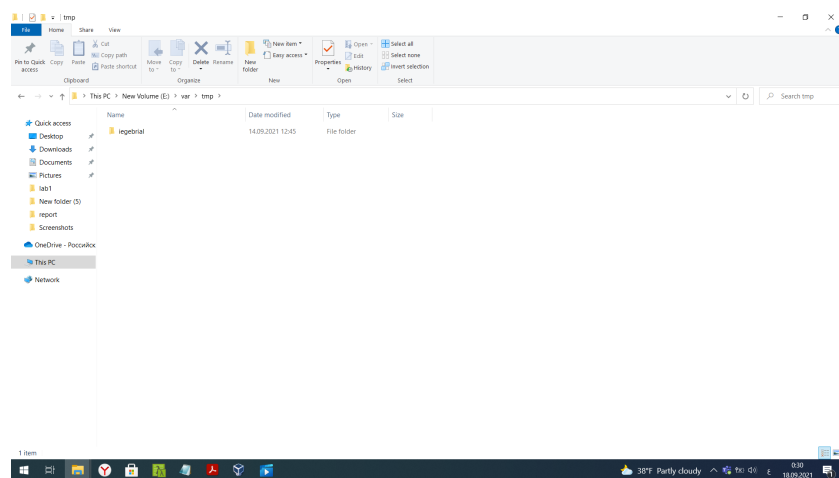 tmp
File Home Share View
Pin to Quick access
Copy
Paste
Cut
Copy path
Paste shortcut
Clipboard
Move to
Copy to
Delete
Rename
Organize
New folder
New item
Easy access
New
Properties
Open
Edit
History
Open
Select all
Select none
Invert selection
Select
This PC > New Volume (E:) > var > tmp >
Search tmp
Name Date modified Type Size
iegebrial 14.09.2021 12:45 File folder
Quick access
Desktop
Downloads
Documents
Pictures
lab1
New folder (5)
report
Screenshots
OneDrive - Российск
This PC
Network
1 item
38°F Partly cloudy
ع
0:30
18.09.2021